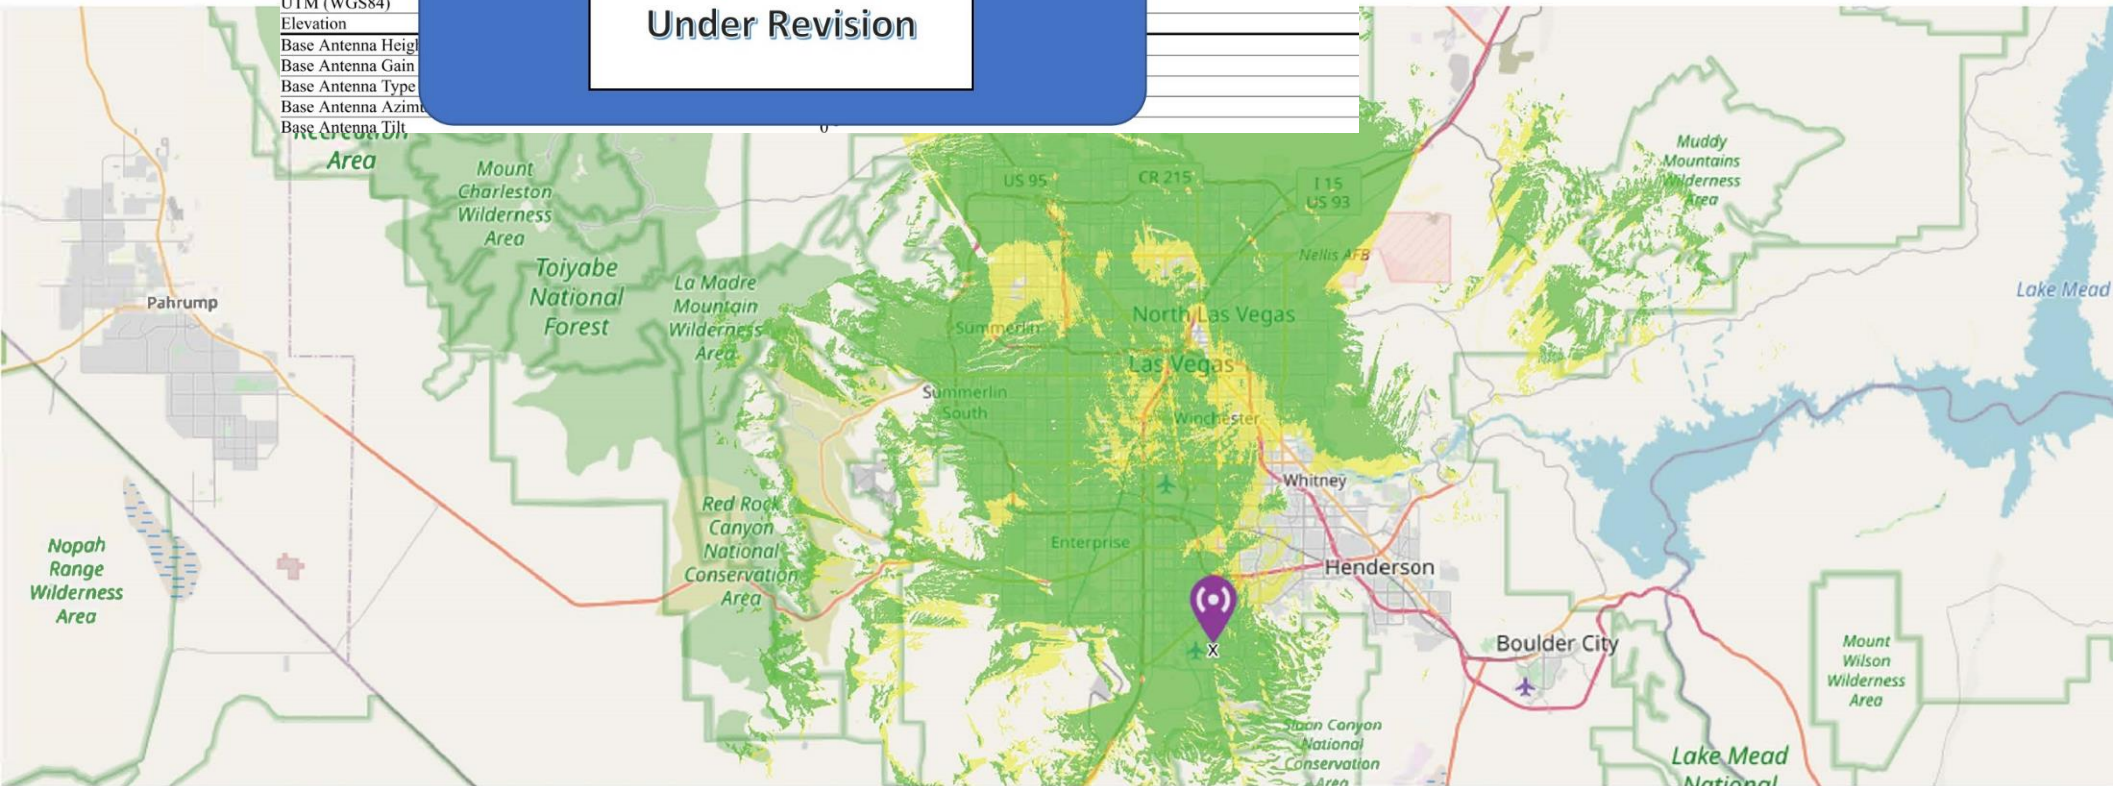 UTM (WGS84)
Elevation
Base Antenna Heigh
Base Antenna Gain
Base Antenna Type
Base Antenna Azimu
Base Antenna Tilt
0°
Under Revision
Recreation
Area
Mount
Charleston
Wilderness
Area
Toiyabe
National
Forest
La Madre
Mountain
Wilderness
Area
Pahrump
US 95
CR 215
I 15
US 93
Nellis AFB
Muddy
Mountains
Wilderness
Area
Lake Mead
North Las Vegas
Summerlin
Las Vegas
Summerlin
South
Winchester
Whitney
Red Rock
Canyon
National
Conservation
Area
Nopah
Range
Wilderness
Area
Enterprise
Henderson
X
Boulder City
Mount
Wilson
Wilderness
Area
Sloan Canyon
National
Conservation
Area
Lake Mead
National